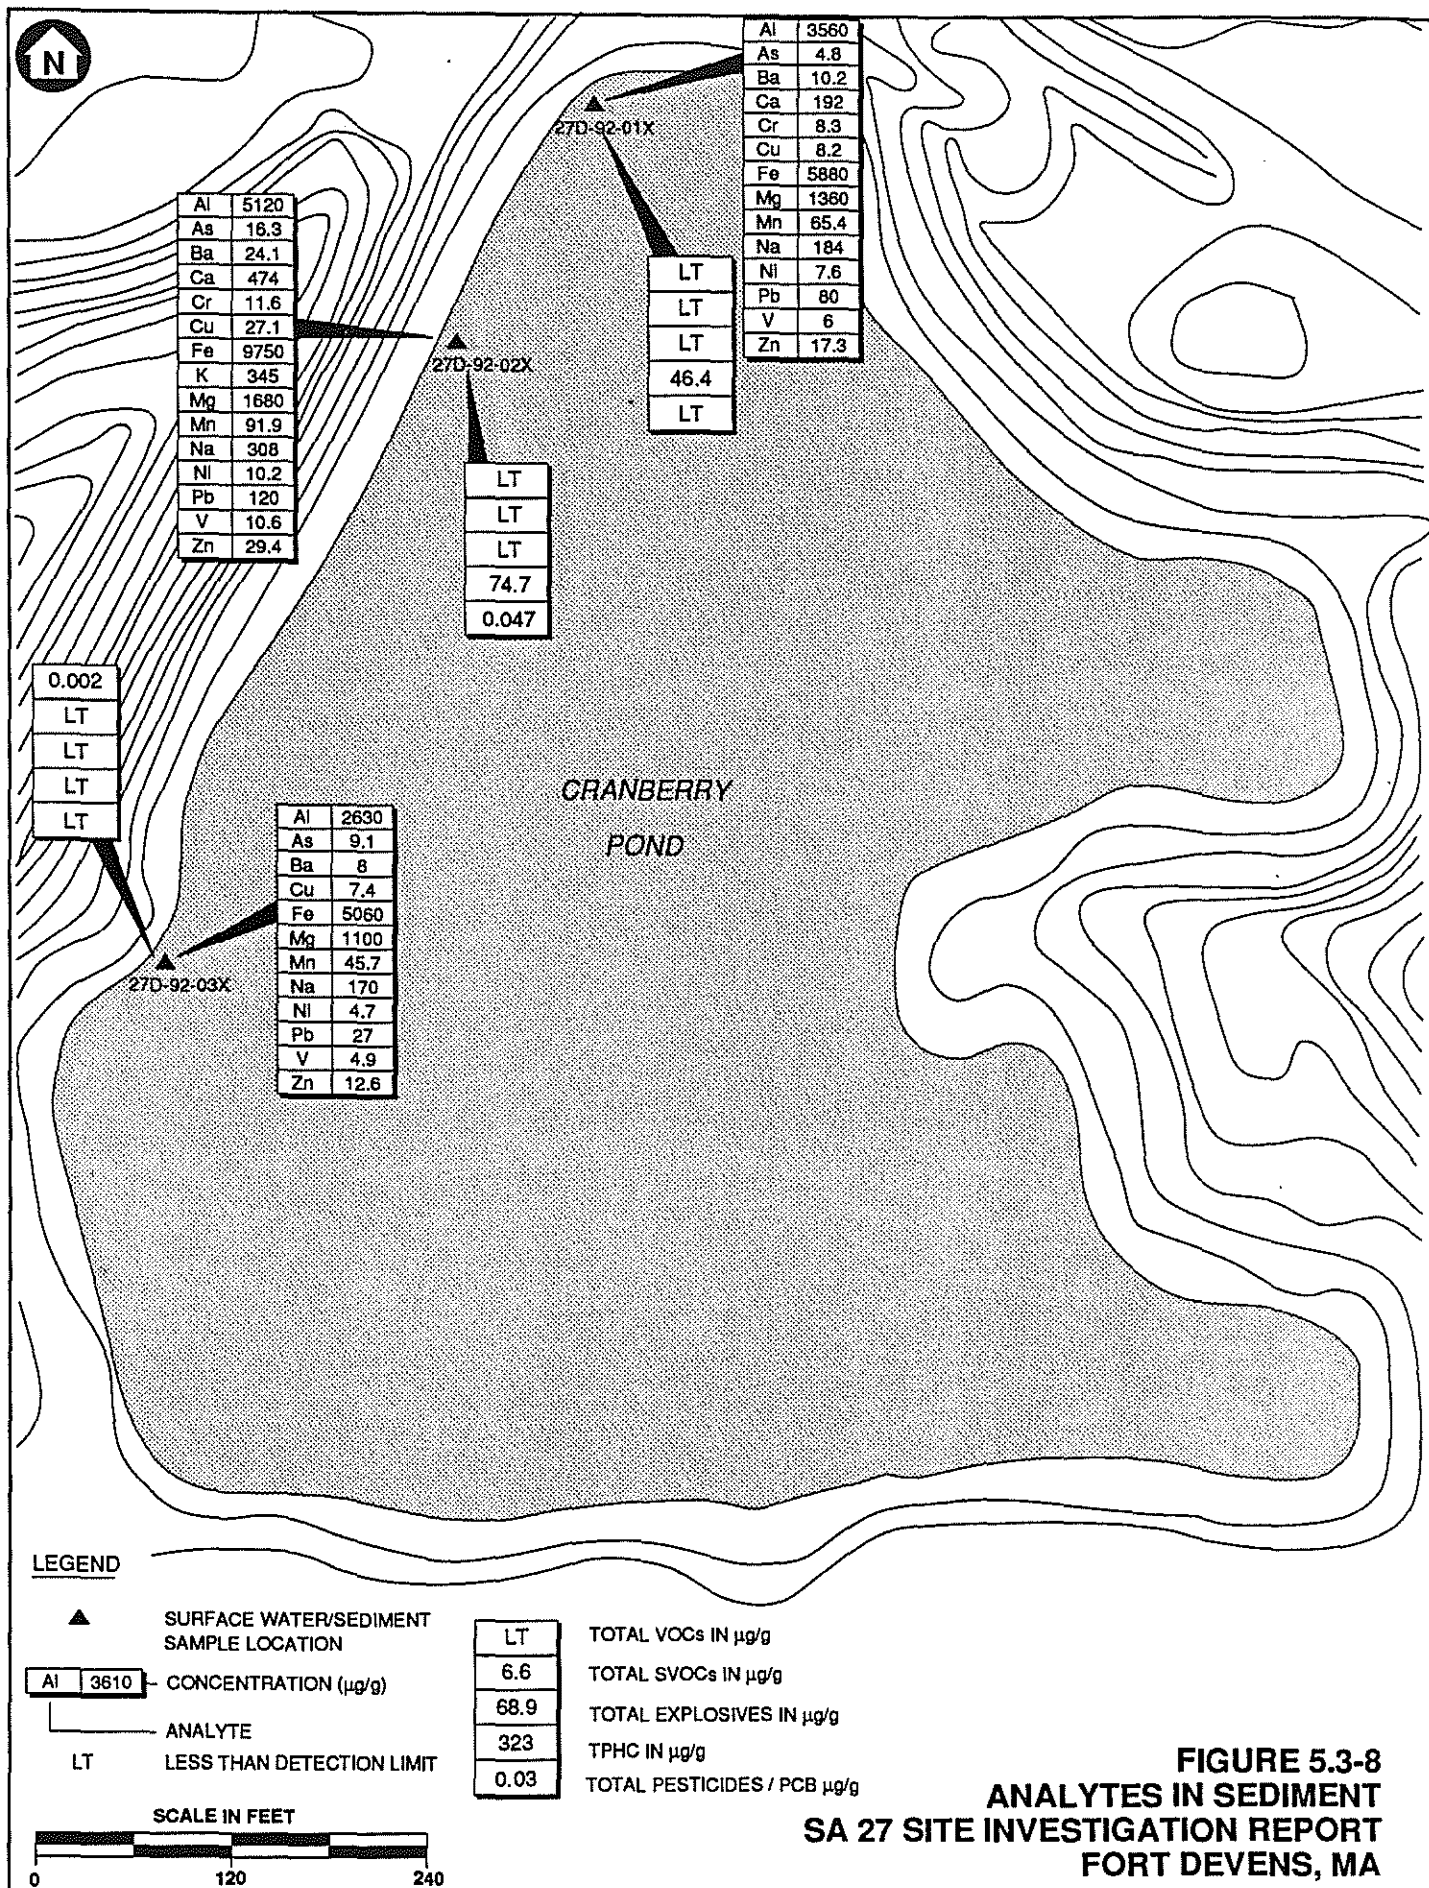 N
Al 3560
As 4.8
Ba 10.2
Ca 192
Cr 8.3
Cu 8.2
Fe 5880
Mg 1360
Mn 65.4
Na 184
Ni 7.6
Pb 80
V 6
Zn 17.3
27D-92-01X
LT
LT
LT
46.4
LT
Al 5120
As 16.3
Ba 24.1
Ca 474
Cr 11.6
Cu 27.1
Fe 9750
K 345
Mg 1680
Mn 91.9
Na 308
Ni 10.2
Pb 120
V 10.6
Zn 29.4
27D-92-02X
LT
LT
LT
74.7
0.047
0.002
LT
LT
LT
LT
Al 2630
As 9.1
Ba 8
Cu 7.4
Fe 5060
Mg 1100
Mn 45.7
Na 170
Ni 4.7
Pb 27
V 4.9
Zn 12.6
27D-92-03X
CRANBERRY
POND
LEGEND
SURFACE WATER/SEDIMENT
SAMPLE LOCATION
Al 3610 CONCENTRATION (µg/g)
ANALYTE
LT LESS THAN DETECTION LIMIT
LT TOTAL VOCs IN µg/g
6.6 TOTAL SVOCs IN µg/g
68.9 TOTAL EXPLOSIVES IN µg/g
323 TPHC IN µg/g
0.03 TOTAL PESTICIDES / PCB µg/g
SCALE IN FEET
0 120 240
FIGURE 5.3-8
ANALYTES IN SEDIMENT
SA 27 SITE INVESTIGATION REPORT
FORT DEVENS, MA